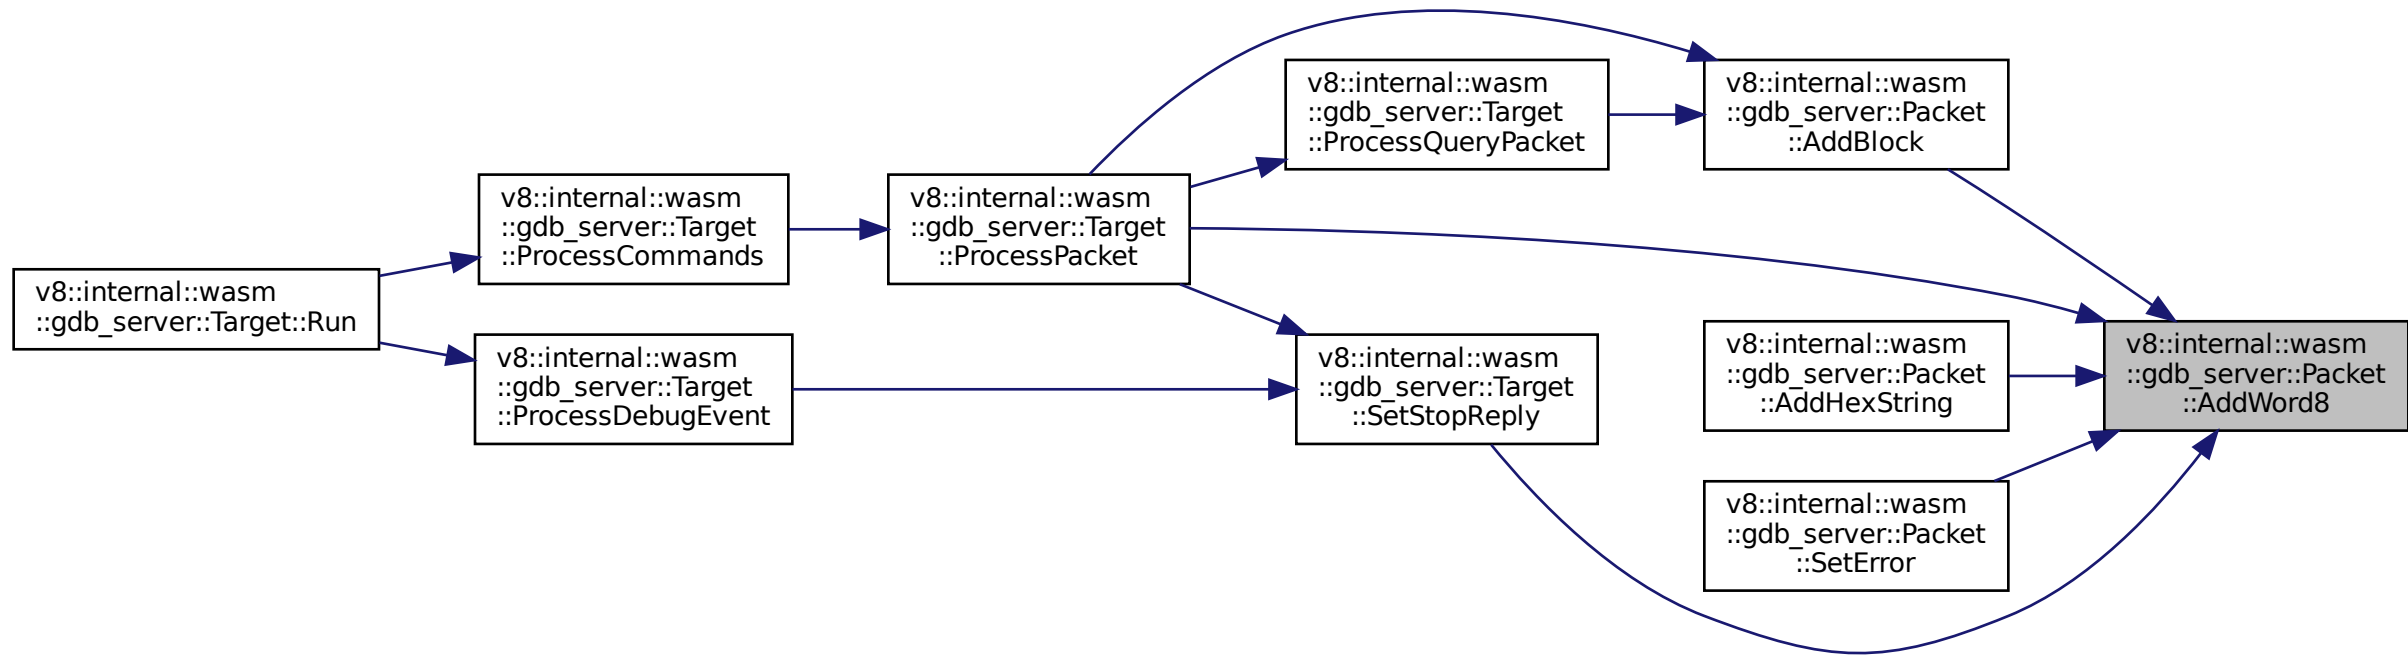 v8::internal::wasm
::gdb_server::Target::Run
v8::internal::wasm
::gdb_server::Target
::ProcessCommands
v8::internal::wasm
::gdb_server::Target
::ProcessDebugEvent
v8::internal::wasm
::gdb_server::Target
::ProcessPacket
v8::internal::wasm
::gdb_server::Target
::ProcessQueryPacket
v8::internal::wasm
::gdb_server::Target
::SetStopReply
v8::internal::wasm
::gdb_server::Packet
::AddBlock
v8::internal::wasm
::gdb_server::Packet
::AddHexString
v8::internal::wasm
::gdb_server::Packet
::SetError
v8::internal::wasm
::gdb_server::Packet
::AddWord8